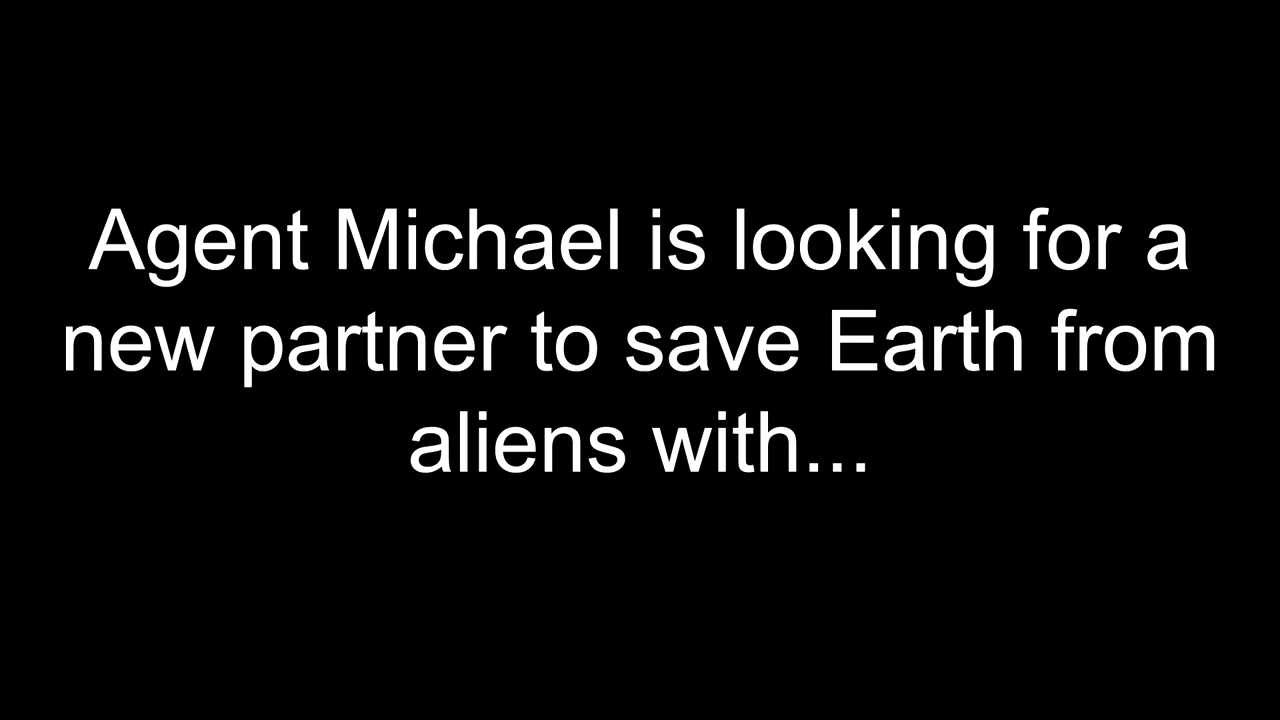 Agent Michael is looking for a
new partner to save Earth from
aliens with...